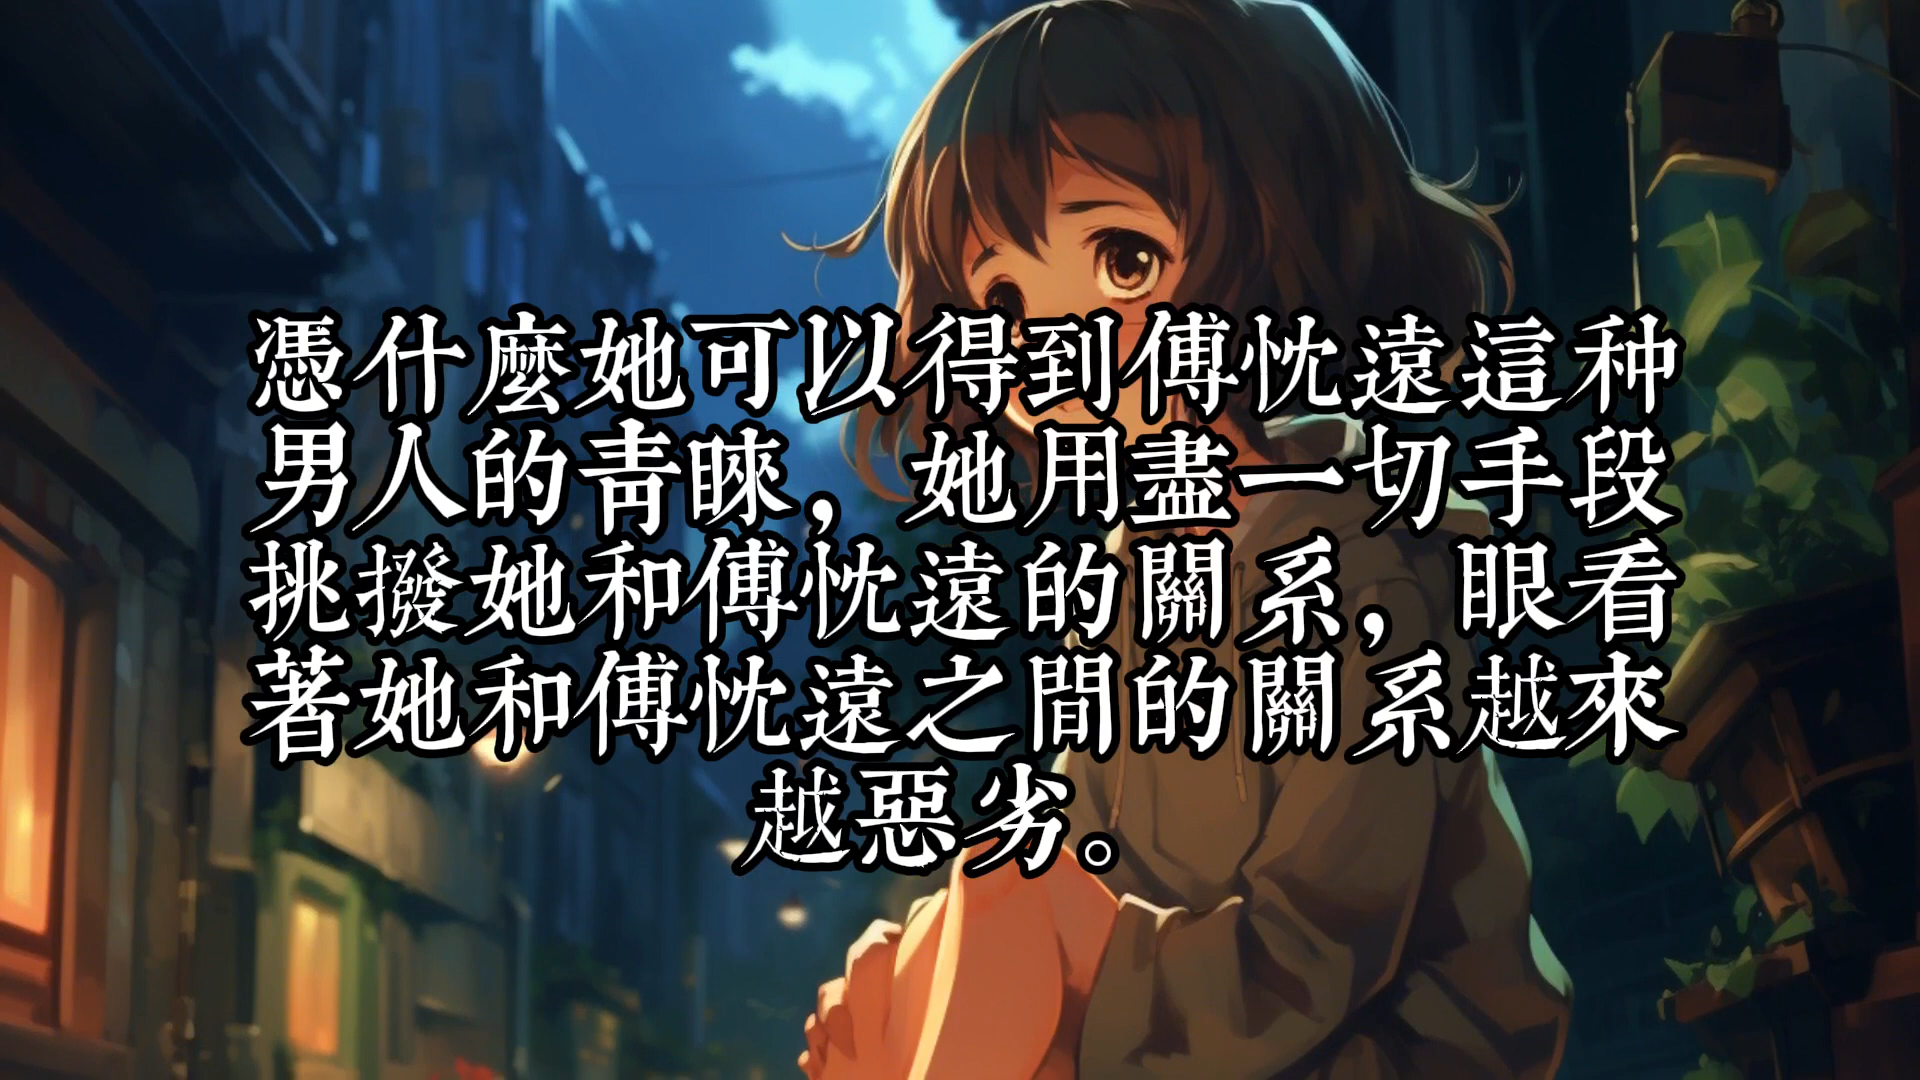 憑什麼她可以得到傅忱遠這种
男人的青睞，她用盡一切手段
挑撥她和傅忱遠的關系，眼看
著她和傅忱遠之間的關系越來
越惡劣。